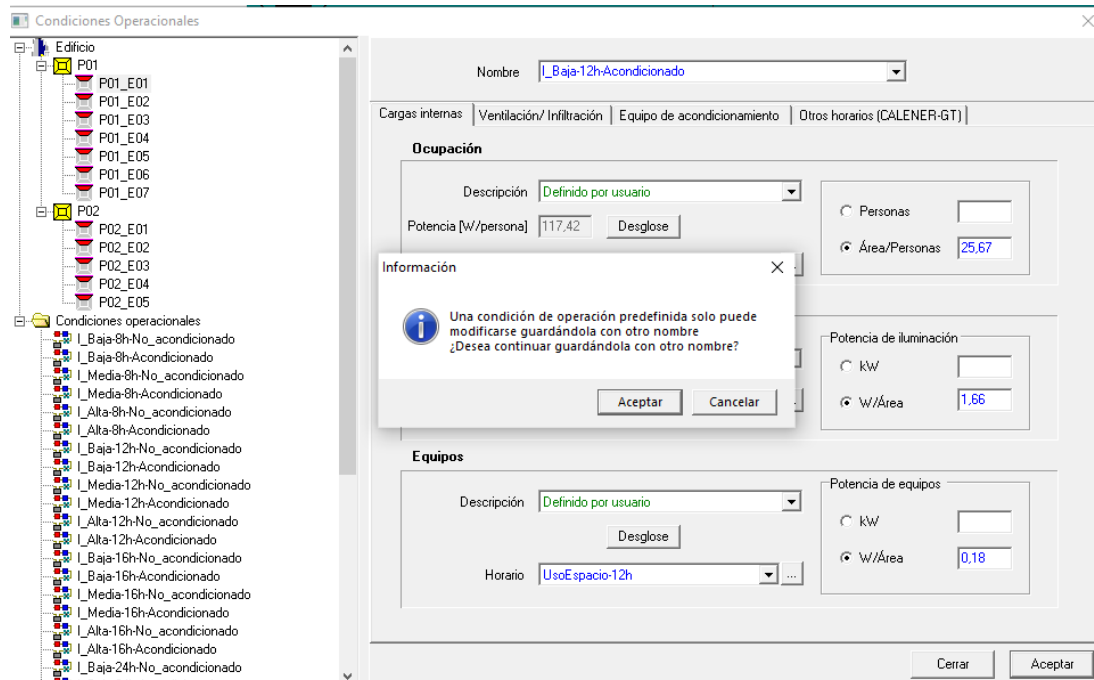 Condiciones Operacionales
Edificio
P01
P01_E01
P01_E02
P01_E03
P01_E04
P01_E05
P01_E06
P01_E07
P02
P02_E01
P02_E02
P02_E03
P02_E04
P02_E05
Condiciones operacionales
I_Baja-8h-No_acondicionado
I_Baja-8h-Acondicionado
I_Media-8h-No_acondicionado
I_Media-8h-Acondicionado
I_Alta-8h-No_acondicionado
I_Alta-8h-Acondicionado
I_Baja-12h-No_acondicionado
I_Baja-12h-Acondicionado
I_Media-12h-No_acondicionado
I_Media-12h-Acondicionado
I_Alta-12h-No_acondicionado
I_Alta-12h-Acondicionado
I_Baja-16h-No_acondicionado
I_Baja-16h-Acondicionado
I_Media-16h-No_acondicionado
I_Media-16h-Acondicionado
I_Alta-16h-No_acondicionado
I_Alta-16h-Acondicionado
I_Baja-24h-No_acondicionado
Nombre I_Baja-12h-Acondicionado
Cargas internas Ventilación/ Infiltración Equipo de acondicionamiento Otros horarios (CALENER-GT)
Ocupación
Descripción Definido por usuario
Potencia [W/persona] 117,42 Desglose
Personas
Área/Personas 25,67
Información
Una condición de operación predefinida solo puede
modificarse guardándola con otro nombre
¿Desea continuar guardándola con otro nombre?
Aceptar Cancelar
Potencia de iluminación
kW
W/Área 1,66
Equipos
Descripción Definido por usuario
Desglose
Horario UsoEspacio-12h ...
Potencia de equipos
kW
W/Área 0,18
Cerrar Aceptar